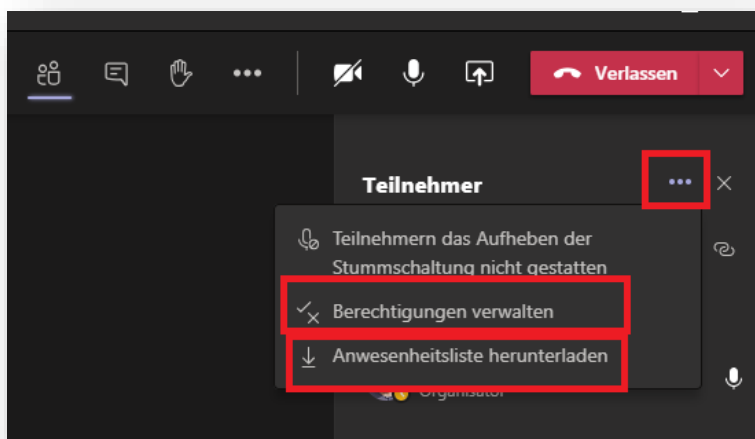 Verlassen
Teilnehmer
Teilnehmern das Aufheben der
Stummschaltung nicht gestatten
Berechtigungen verwalten
Anwesenheitsliste herunterladen
Organisator